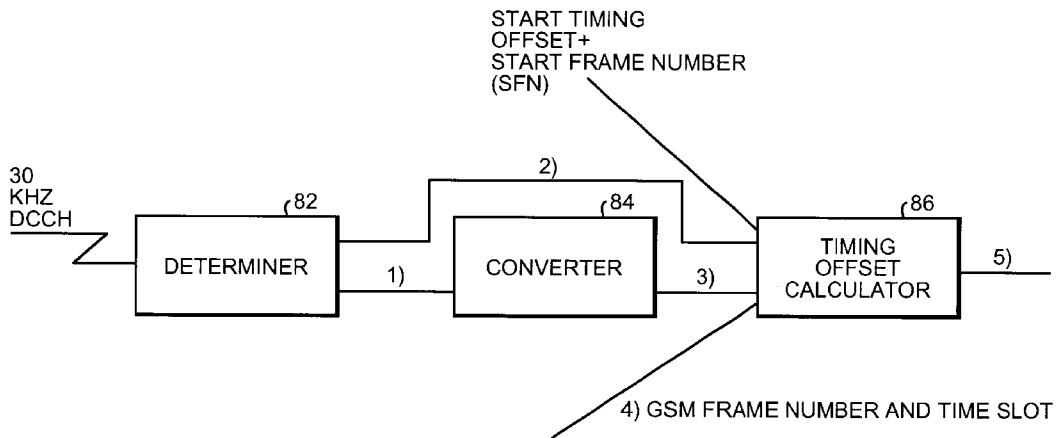 START TIMING
OFFSET+
START FRAME NUMBER
(SFN)
30
KHZ
DCCH
2)
82
84
86
DETERMINER
1)
CONVERTER
3)
TIMING
OFFSET
CALCULATOR
5)
4) GSM FRAME NUMBER AND TIME SLOT